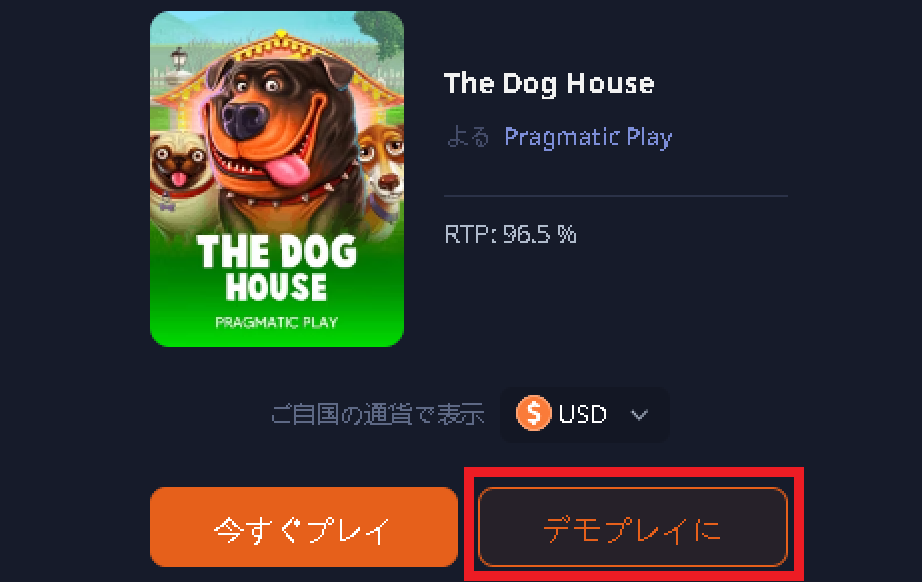 The Dog House
よる Pragmatic Play
RTP: 96.5 %
THE DOG
HOUSE
PRAGMATIC PLAY
ご自国の通貨で表示 $ USD
今すぐプレイ
デモプレイに